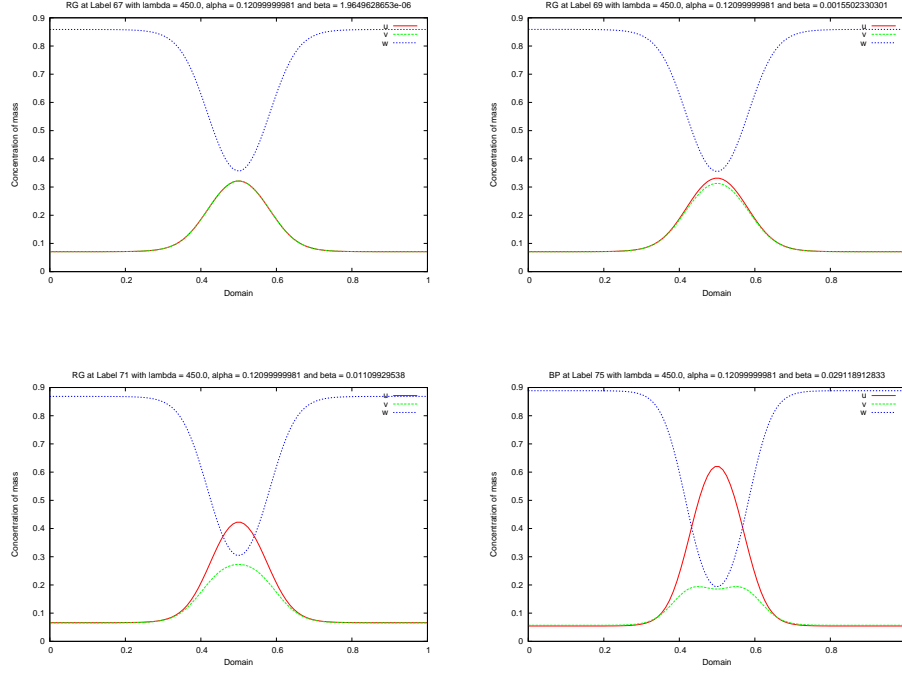 RG at Label 67 with lambda = 450.0, alpha = 0.12099999981 and beta = 1.9649628653e-06
0.9
0.8
0.7
0.6
0.5
0.4
0.3
0.2
0.1
0
0
0.2
0.4
0.6
0.8
1
Concentration of mass
Domain
u
v
w
RG at Label 69 with lambda = 450.0, alpha = 0.12099999981 and beta = 0.0015502330301
0.9
0.8
0.7
0.6
0.5
0.4
0.3
0.2
0.1
0
0
0.2
0.4
0.6
0.8
Concentration of mass
Domain
u
v
w
RG at Label 71 with lambda = 450.0, alpha = 0.12099999981 and beta = 0.01109929538
0.9
0.8
0.7
0.6
0.5
0.4
0.3
0.2
0.1
0
0
0.2
0.4
0.6
0.8
1
Concentration of mass
Domain
u
v
w
BP at Label 75 with lambda = 450.0, alpha = 0.12099999981 and beta = 0.029118912833
0.9
0.8
0.7
0.6
0.5
0.4
0.3
0.2
0.1
0
0
0.2
0.4
0.6
0.8
Concentration of mass
Domain
u
v
w